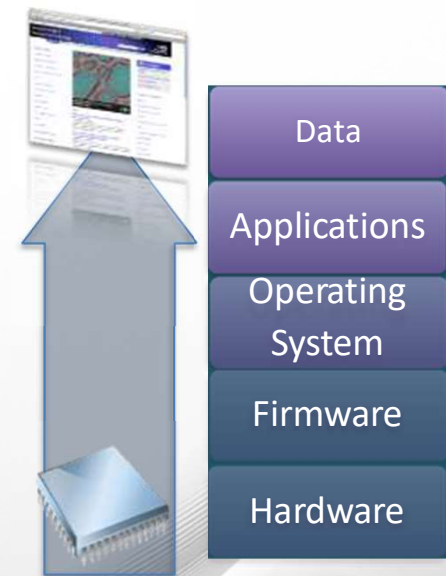 Data
Applications
Operating
System
Firmware
Hardware